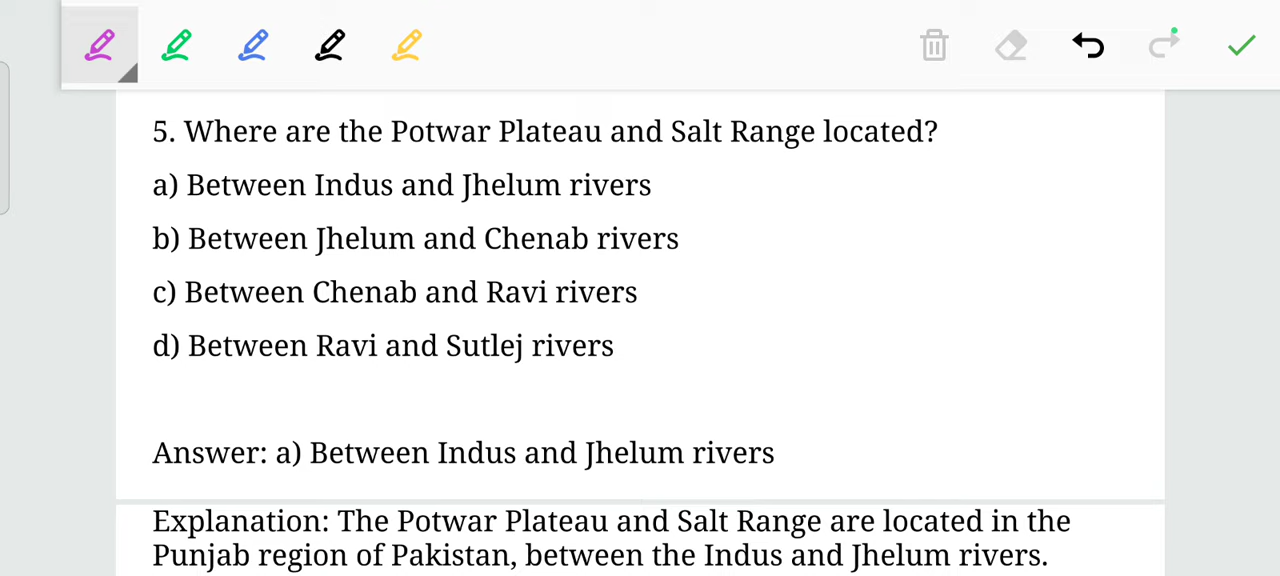 5. Where are the Potwar Plateau and Salt Range located?
a) Between Indus and Jhelum rivers
b) Between Jhelum and Chenab rivers
c) Between Chenab and Ravi rivers
d) Between Ravi and Sutlej rivers
Answer: a) Between Indus and Jhelum rivers
Explanation: The Potwar Plateau and Salt Range are located in the
Punjab region of Pakistan, between the Indus and Jhelum rivers.